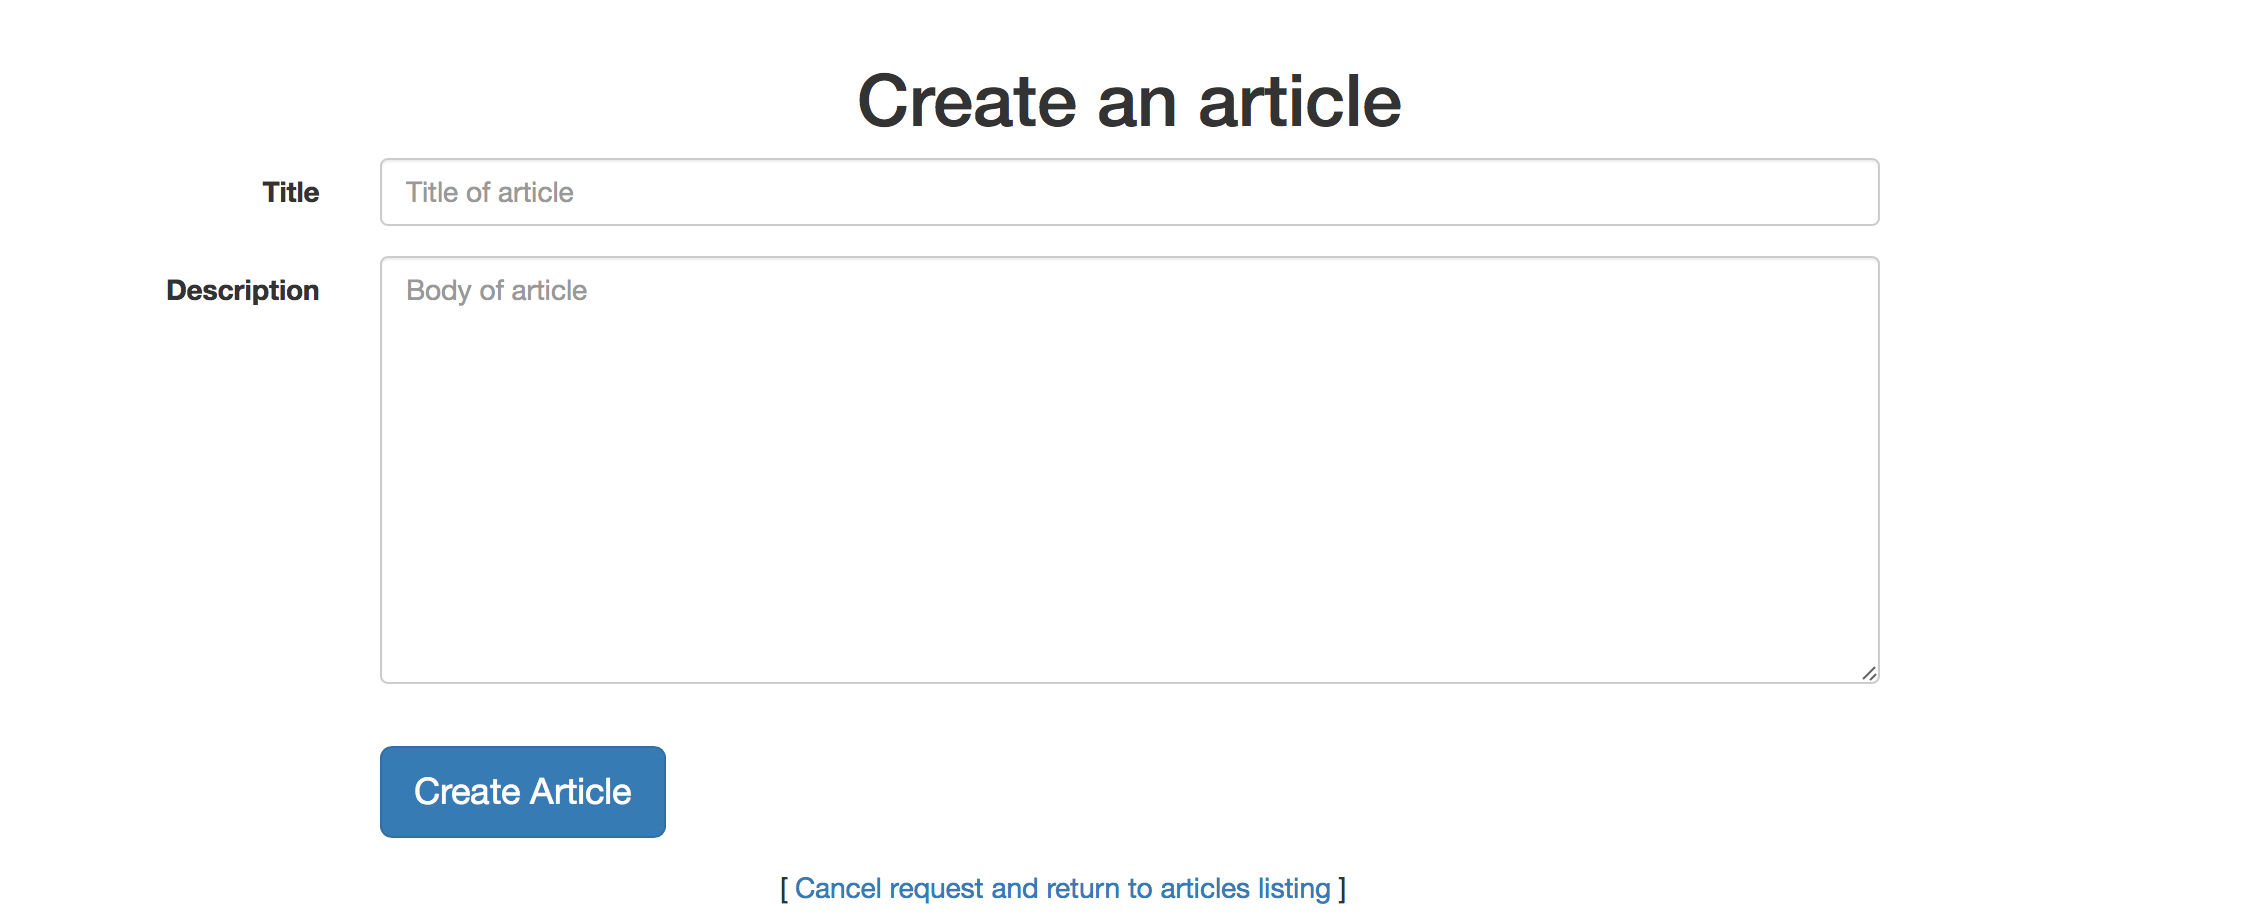 Create an article
Title
Title of article
Description
Body of article
Create Article
[ Cancel request and return to articles listing ]